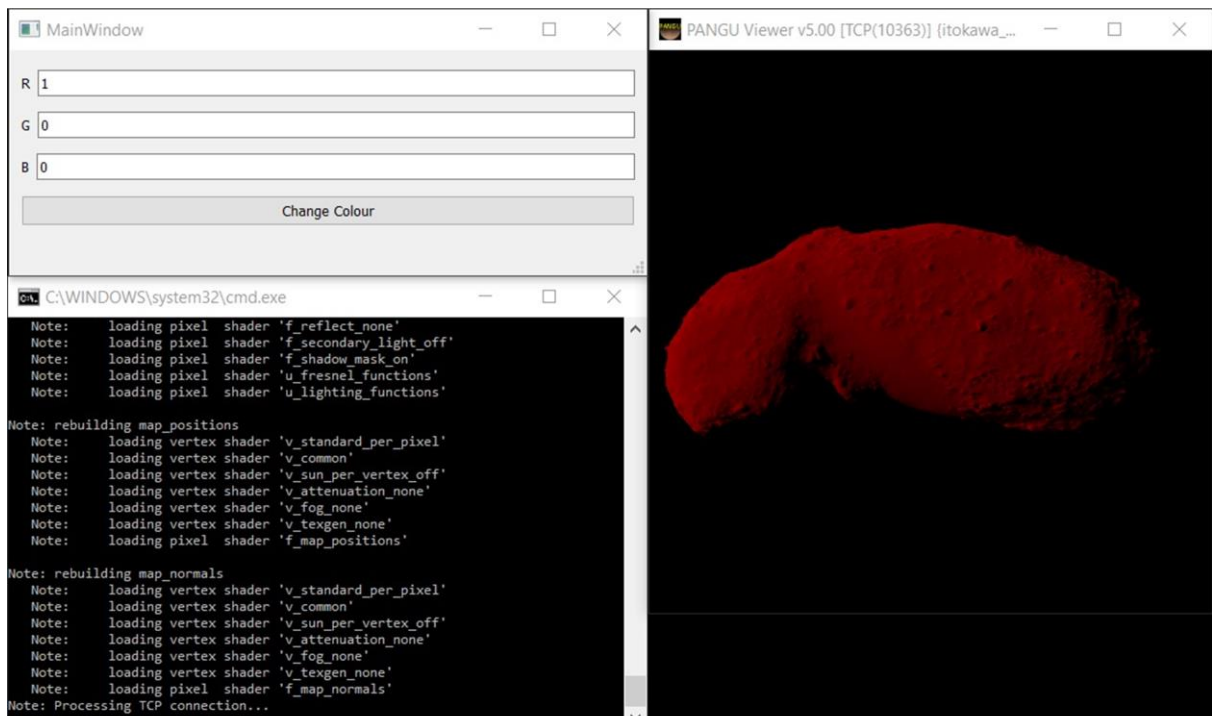 MainWindow
R 1
G 0
B 0
Change Colour
C:\WINDOWS\system32\cmd.exe
Note: loading pixel shader 'f_reflect_none'
Note: loading pixel shader 'f_secondary_light_off'
Note: loading pixel shader 'f_shadow_mask_on'
Note: loading pixel shader 'u_fresnel_functions'
Note: loading pixel shader 'u_lighting_functions'
Note: rebuilding map_positions
Note: loading vertex shader 'v_standard_per_pixel'
Note: loading vertex shader 'v_common'
Note: loading vertex shader 'v_sun_per_vertex_off'
Note: loading vertex shader 'v_attenuation_none'
Note: loading vertex shader 'v_fog_none'
Note: loading vertex shader 'v_texgen_none'
Note: loading pixel shader 'f_map_positions'
Note: rebuilding map_normals
Note: loading vertex shader 'v_standard_per_pixel'
Note: loading vertex shader 'v_common'
Note: loading vertex shader 'v_sun_per_vertex_off'
Note: loading vertex shader 'v_attenuation_none'
Note: loading vertex shader 'v_fog_none'
Note: loading vertex shader 'v_texgen_none'
Note: loading pixel shader 'f_map_normals'
Note: Processing TCP connection...
PANGU Viewer v5.00 [TCP(10363)] (itokawa_...